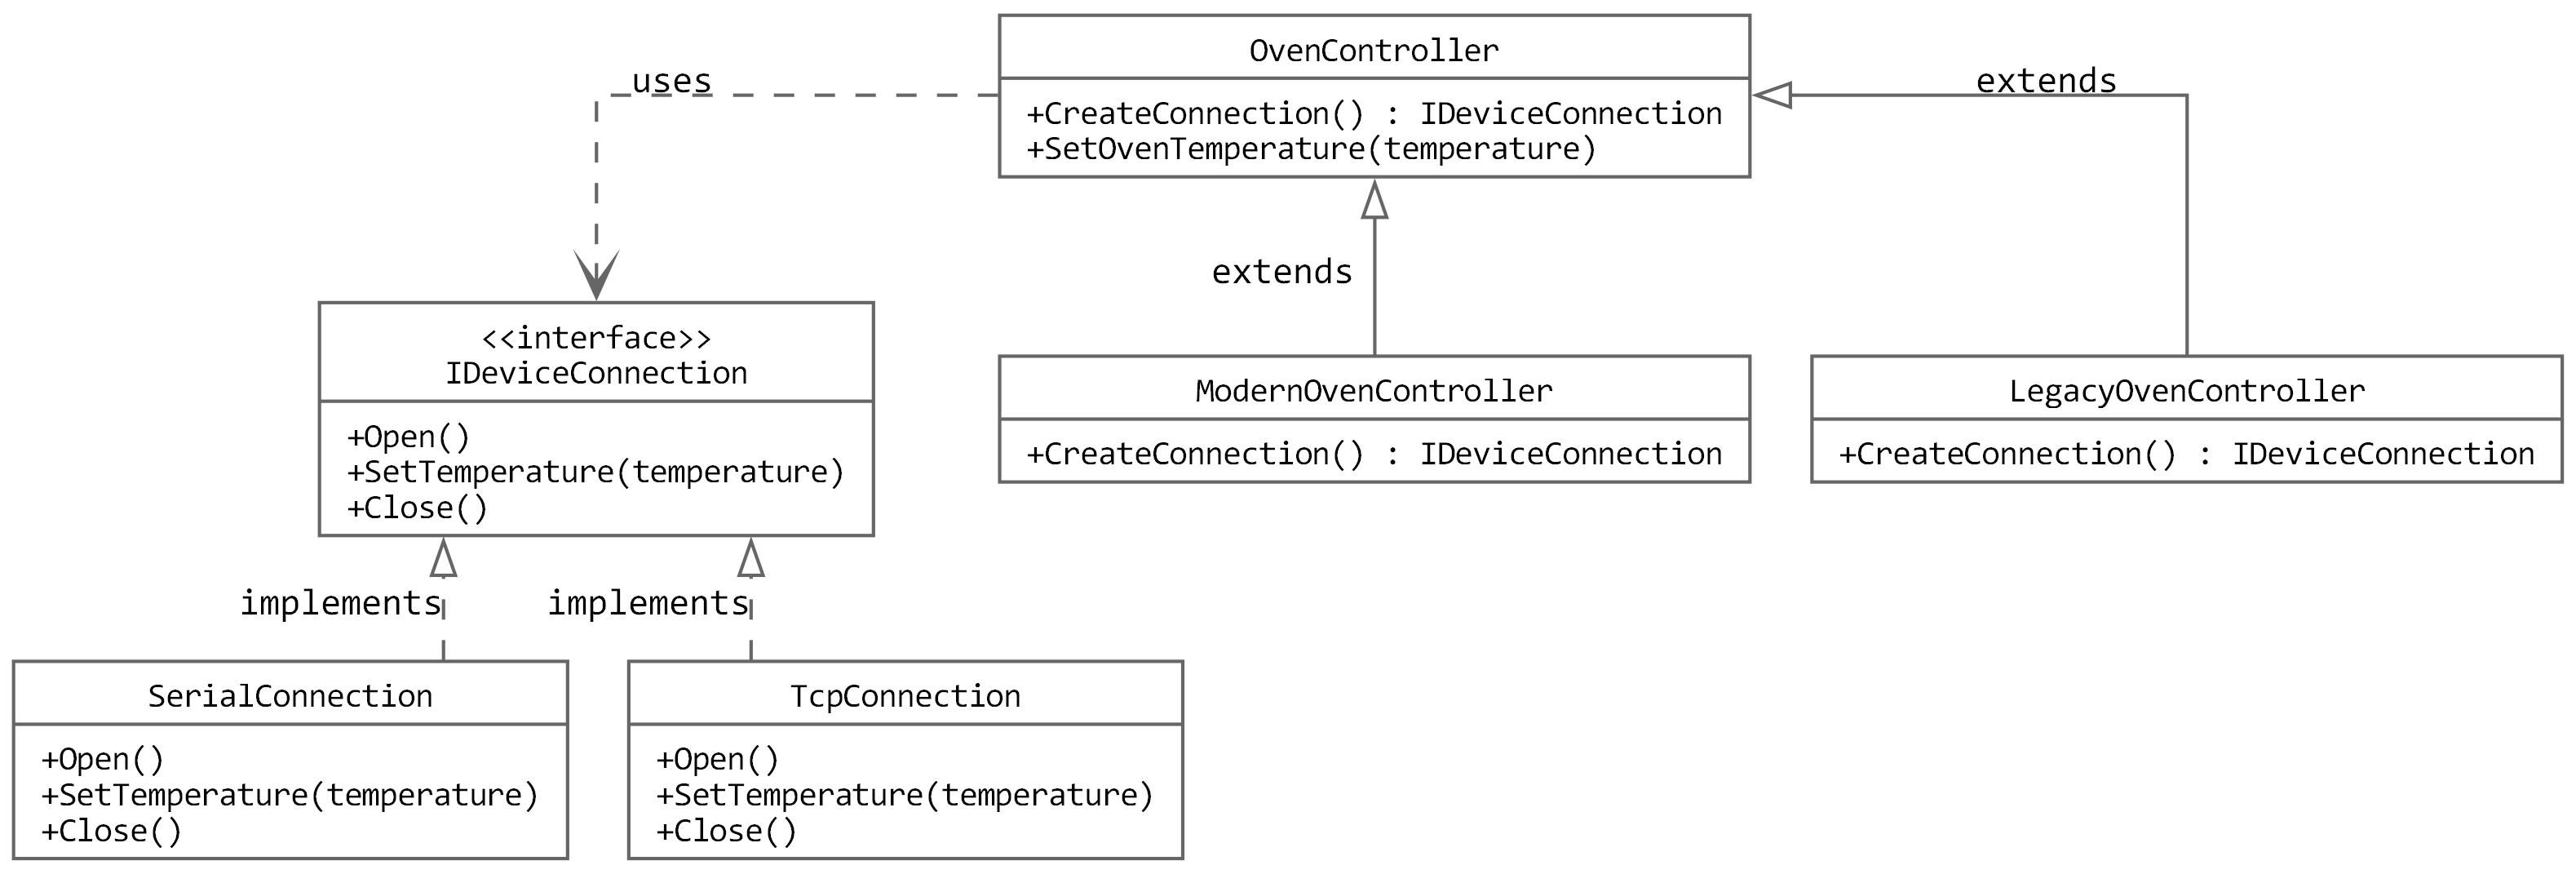 OvenController
+CreateConnection() : IDeviceConnection
+SetOvenTemperature(temperature)
uses
extends
extends
<<interface>>
IDeviceConnection
+Open()
+SetTemperature(temperature)
+Close()
ModernOvenController
+CreateConnection() : IDeviceConnection
LegacyOvenController
+CreateConnection() : IDeviceConnection
implements
implements
SerialConnection
+Open()
+SetTemperature(temperature)
+Close()
TcpConnection
+Open()
+SetTemperature(temperature)
+Close()